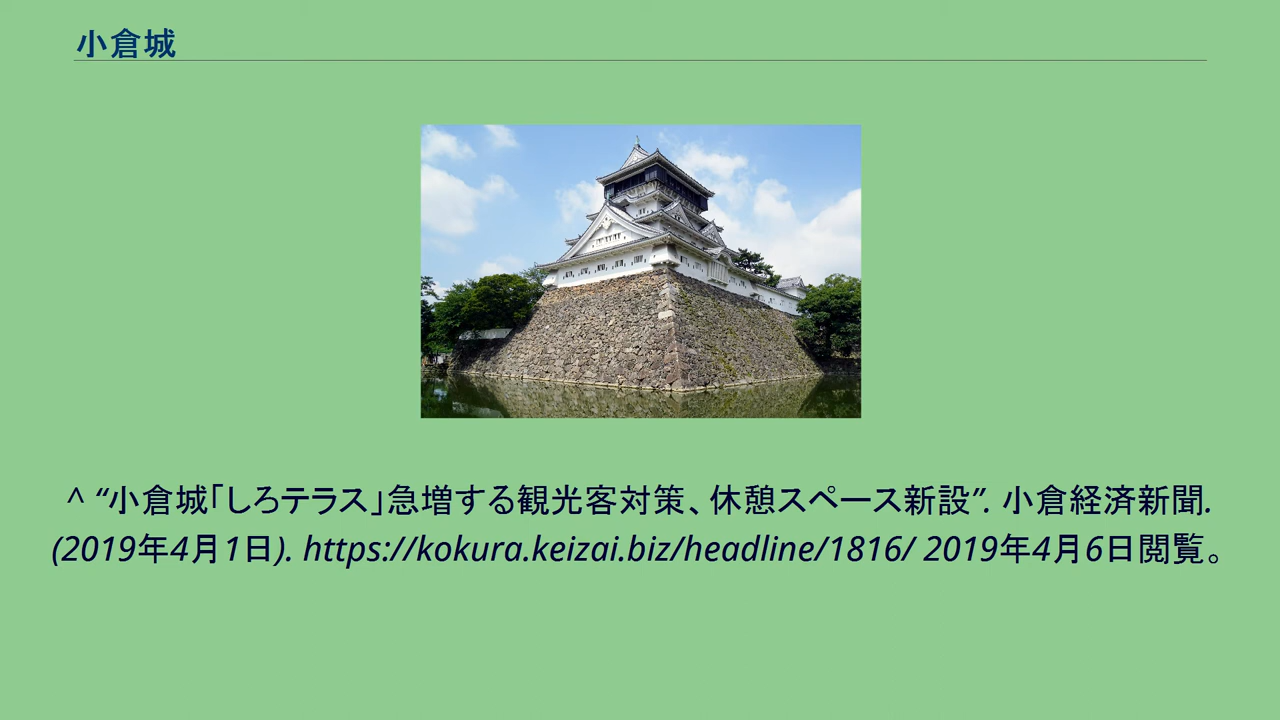 小倉城
^ “小倉城「しろテラス」急増する観光客対策、休憩スペース新設”. 小倉経済新聞.
(2019年4月1日). https://kokura.keizai.biz/headline/1816/ 2019年4月6日閲覧。